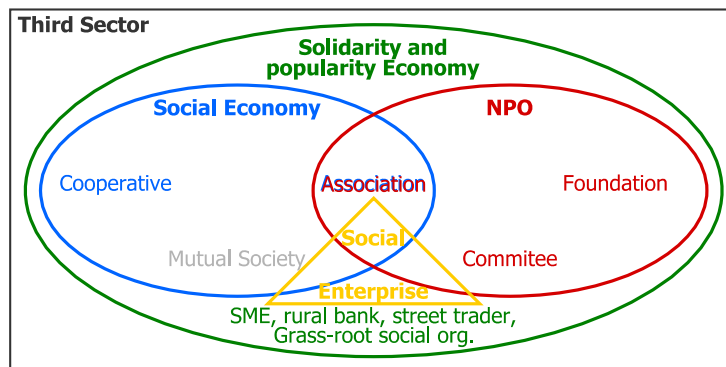 Third Sector
Solidarity and
popularity Economy
Social Economy
NPO
Cooperative
Association
Foundation
Social
Mutual Society
Commitee
Enterprise
SME, rural bank, street trader,
Grass-root social org.